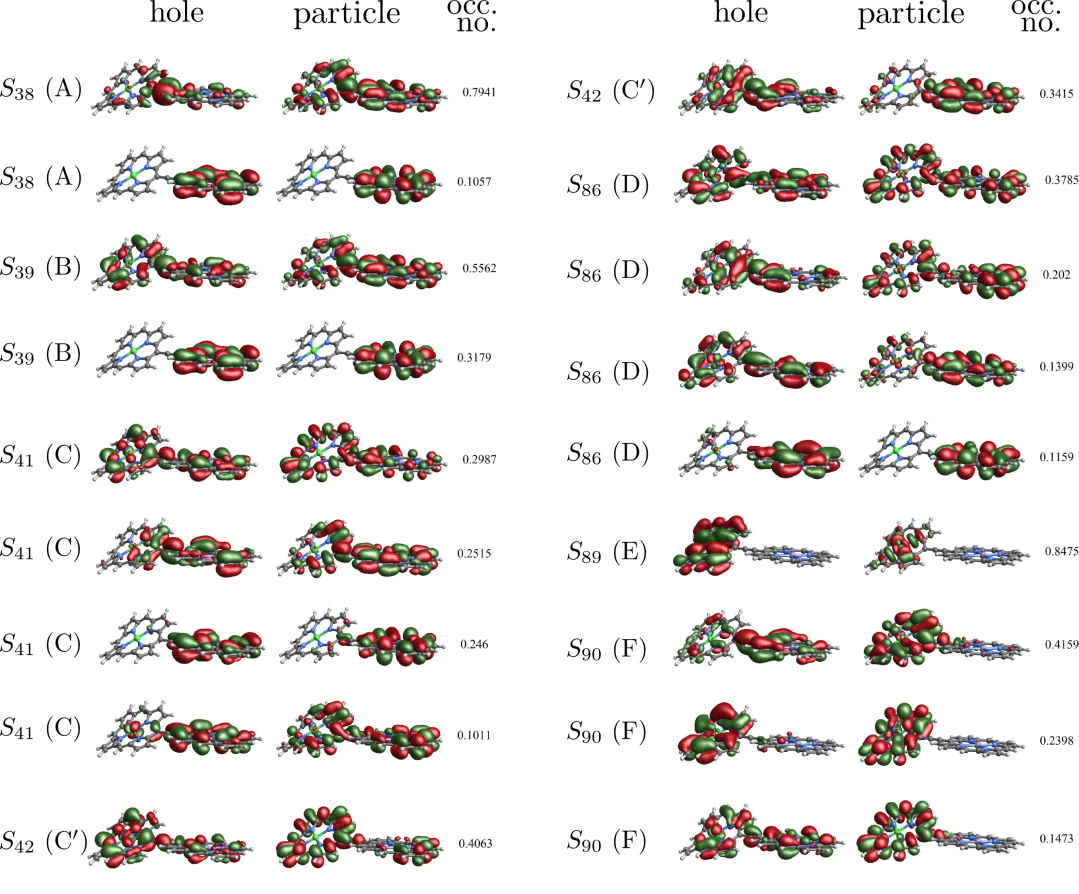 hole particle occ. no.
S₃₈ (A) 0.7941
S₃₈ (A) 0.1057
S₃₉ (B) 0.5562
S₃₉ (B) 0.3179
S₄₁ (C) 0.2987
S₄₁ (C) 0.2515
S₄₁ (C) 0.246
S₄₁ (C) 0.1011
S₄₂ (C′) 0.4063
hole particle occ. no.
S₄₂ (C′) 0.3415
S₈₆ (D) 0.3785
S₈₆ (D) 0.202
S₈₆ (D) 0.1399
S₈₆ (D) 0.1159
S₈₉ (E) 0.8475
S₉₀ (F) 0.4159
S₉₀ (F) 0.2398
S₉₀ (F) 0.1473